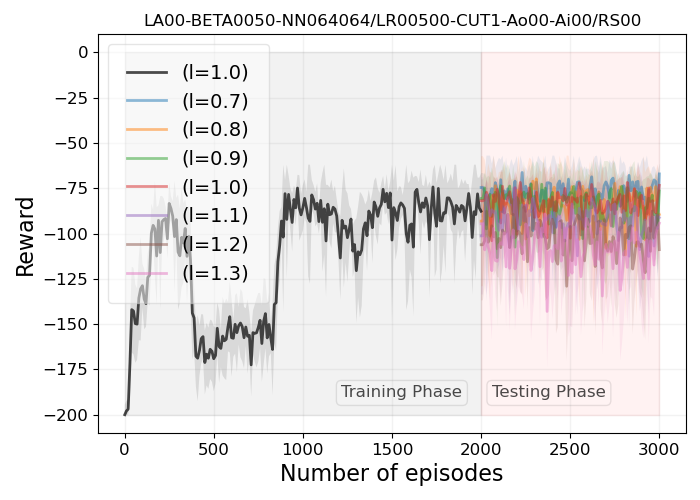 LA00-BETA0050-NN064064/LR00500-CUT1-Ao00-Ai00/RS00
Reward
0
−25
−50
−75
−100
−125
−150
−175
−200
(l=1.0)
(l=0.7)
(l=0.8)
(l=0.9)
(l=1.0)
(l=1.1)
(l=1.2)
(l=1.3)
Training Phase
Testing Phase
0 500 1000 1500 2000 2500 3000
Number of episodes